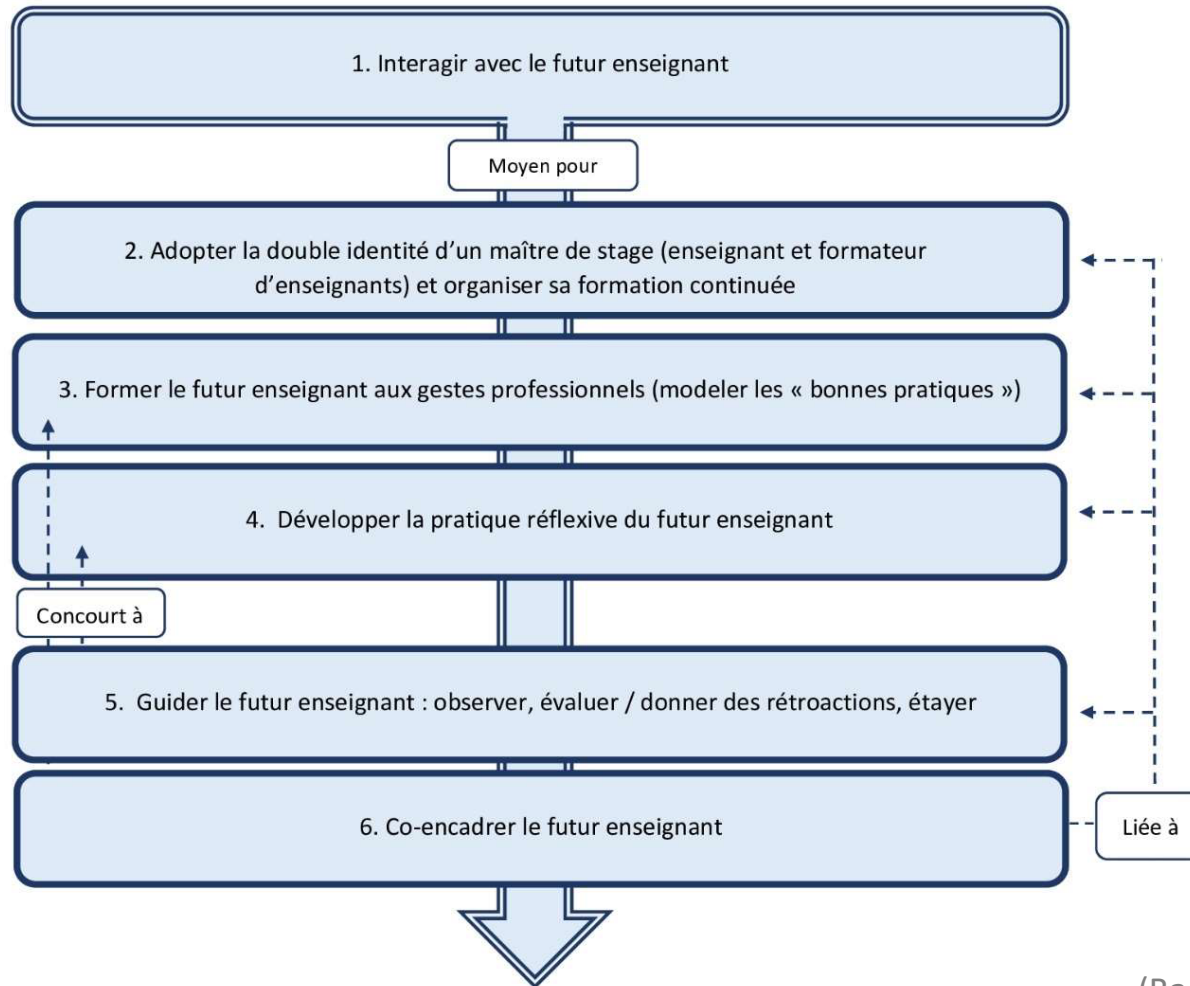 1. Interagir avec le futur enseignant
Moyen pour
2. Adopter la double identité d’un maître de stage (enseignant et formateur
d’enseignants) et organiser sa formation continuée
3. Former le futur enseignant aux gestes professionnels (modeler les « bonnes pratiques »)
4. Développer la pratique réflexive du futur enseignant
Concourt à
5. Guider le futur enseignant : observer, évaluer / donner des rétroactions, étayer
6. Co-encadrer le futur enseignant
Liée à